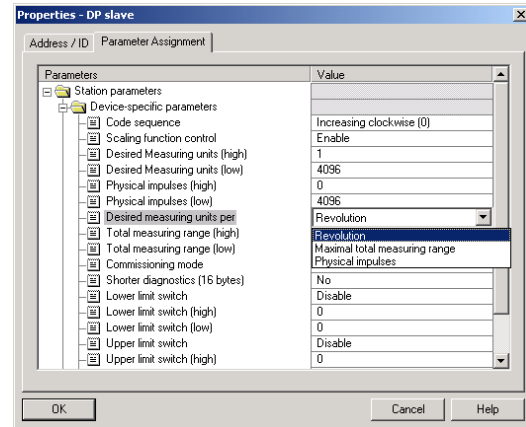 Properties - DP slave
Address / ID Parameter Assignment
Parameters Value
Station parameters
Device-specific parameters
Code sequence Increasing clockwise (0)
Scaling function control Enable
Desired Measuring units (high) 1
Desired Measuring units (low) 4096
Physical impulses (high) 0
Physical impulses (low) 4096
Desired measuring units per Revolution
Total measuring range (high) Revolution
Total measuring range (low) Maximal total measuring range
Commissioning mode Physical impulses
Shorter diagnostics (16 bytes) No
Lower limit switch Disable
Lower limit switch (high) 0
Lower limit switch (low) 0
Upper limit switch Disable
Upper limit switch (high) 0
OK Cancel Help